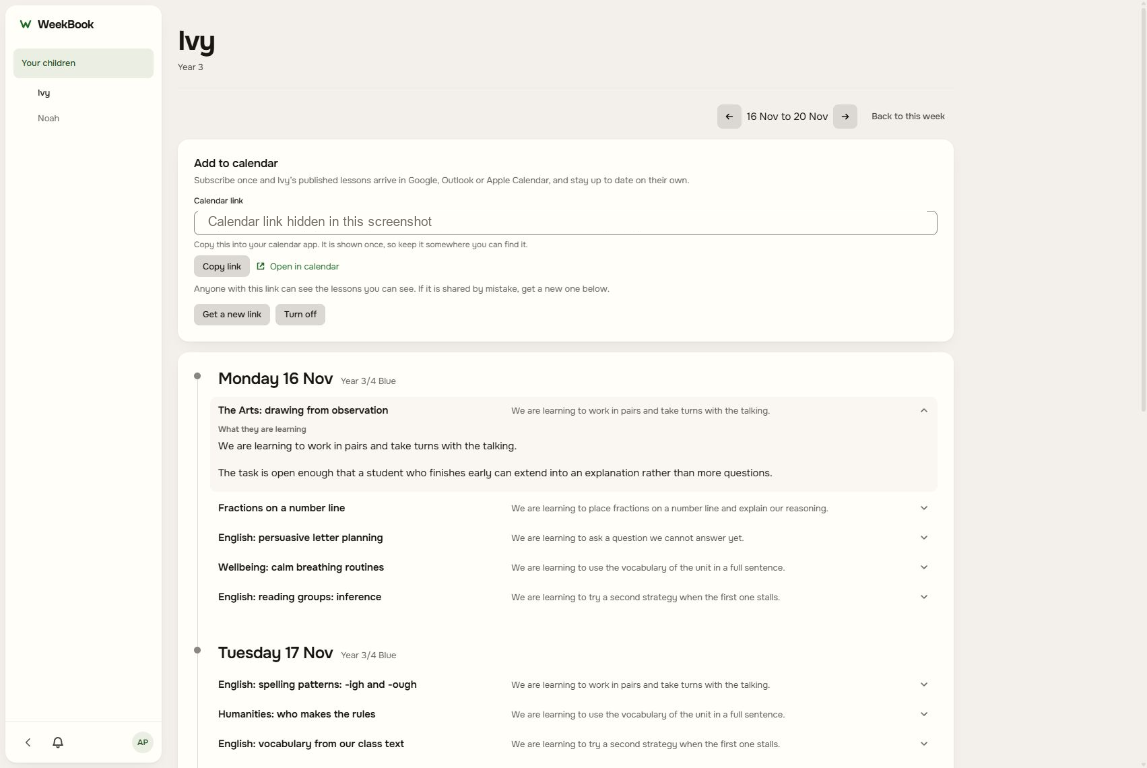 WeekBook
Your children
Ivy
Noah
AP
Ivy
Year 3
16 Nov to 20 Nov
Back to this week
Add to calendar
Subscribe once and Ivy's published lessons arrive in Google, Outlook or Apple Calendar, and stay up to date on their own.
Calendar link
Calendar link hidden in this screenshot
Copy this into your calendar app. It is shown once, so keep it somewhere you can find it.
Copy link Open in calendar
Anyone with this link can see the lessons you can see. If it is shared by mistake, get a new one below.
Get a new link Turn off
Monday 16 Nov Year 3/4 Blue
The Arts: drawing from observation We are learning to work in pairs and take turns with the talking.
What they are learning
We are learning to work in pairs and take turns with the talking.
The task is open enough that a student who finishes early can extend into an explanation rather than more questions.
Fractions on a number line We are learning to place fractions on a number line and explain our reasoning.
English: persuasive letter planning We are learning to ask a question we cannot answer yet.
Wellbeing: calm breathing routines We are learning to use the vocabulary of the unit in a full sentence.
English: reading groups: inference We are learning to try a second strategy when the first one stalls.
Tuesday 17 Nov Year 3/4 Blue
English: spelling patterns: -igh and -ough We are learning to work in pairs and take turns with the talking.
Humanities: who makes the rules We are learning to use the vocabulary of the unit in a full sentence.
English: vocabulary from our class text We are learning to try a second strategy when the first one stalls.